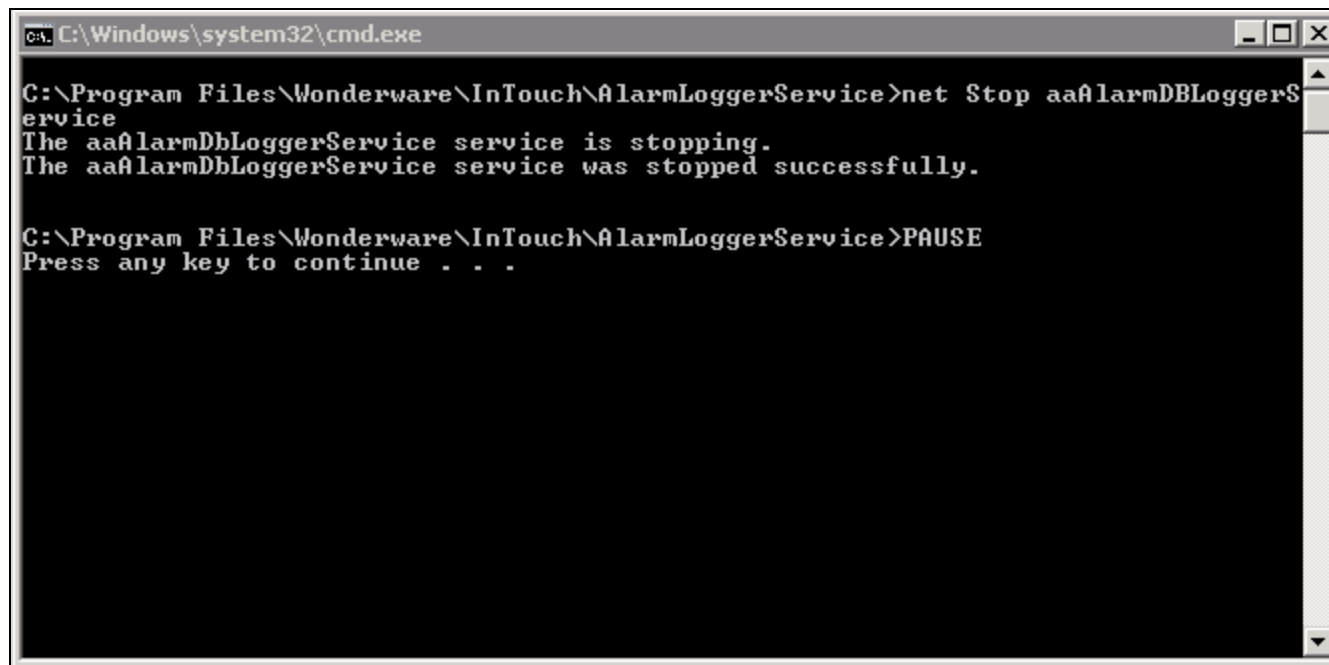 C:\Windows\system32\cmd.exe
C:\Program Files\Wonderware\InTouch\AlarmLoggerService>net Stop aaAlarmDBLoggerS
ervice
The aaAlarmDbLoggerService service is stopping.
The aaAlarmDbLoggerService service was stopped successfully.
C:\Program Files\Wonderware\InTouch\AlarmLoggerService>PAUSE
Press any key to continue . . .